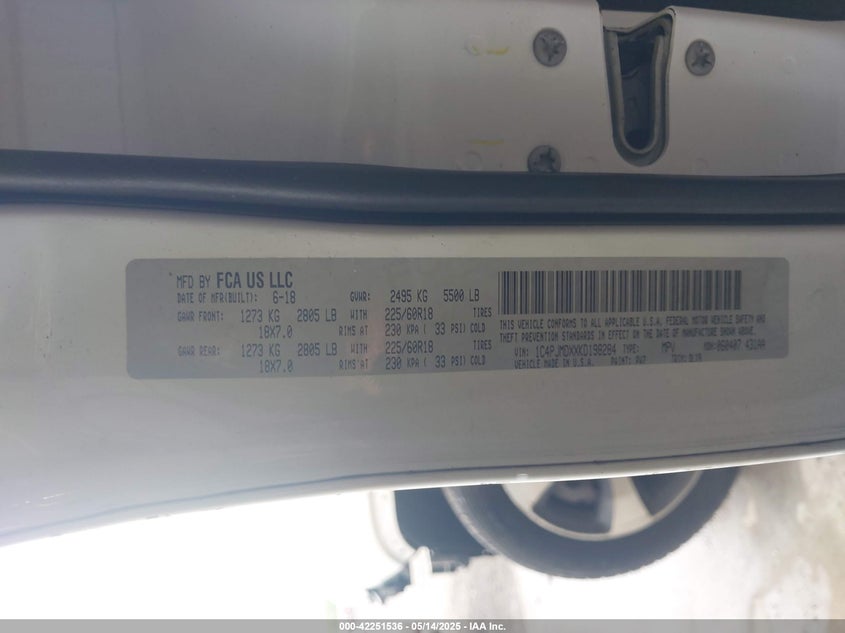 MFD BY FCA US LLC
DATE OF MFR(BUILT): 6-18 GVWR: 2495 KG 5500 LB
GAWR FRONT: 1273 KG 2805 LB WITH 225/60R18 TIRES
18X7.0 RIMS AT 230 KPA ( 33 PSI) COLD
GAWR REAR: 1273 KG 2805 LB WITH 225/60R18 TIRES
18X7.0 RIMS AT 230 KPA ( 33 PSI) COLD
THIS VEHICLE CONFORMS TO ALL APPLICABLE U.S.A. FEDERAL MOTOR VEHICLE SAFETY AND
THEFT PREVENTION STANDARDS IN EFFECT ON THE DATE OF MANUFACTURE SHOWN ABOVE.
VIN: 1C4PJMDXXKD198284 TYPE: MPV MDH: 060407 431AA
VEHICLE MADE IN U.S.A. PAINT: PW7 TRIM:
000-42251536 - 05/14/2025 - IAA Inc.